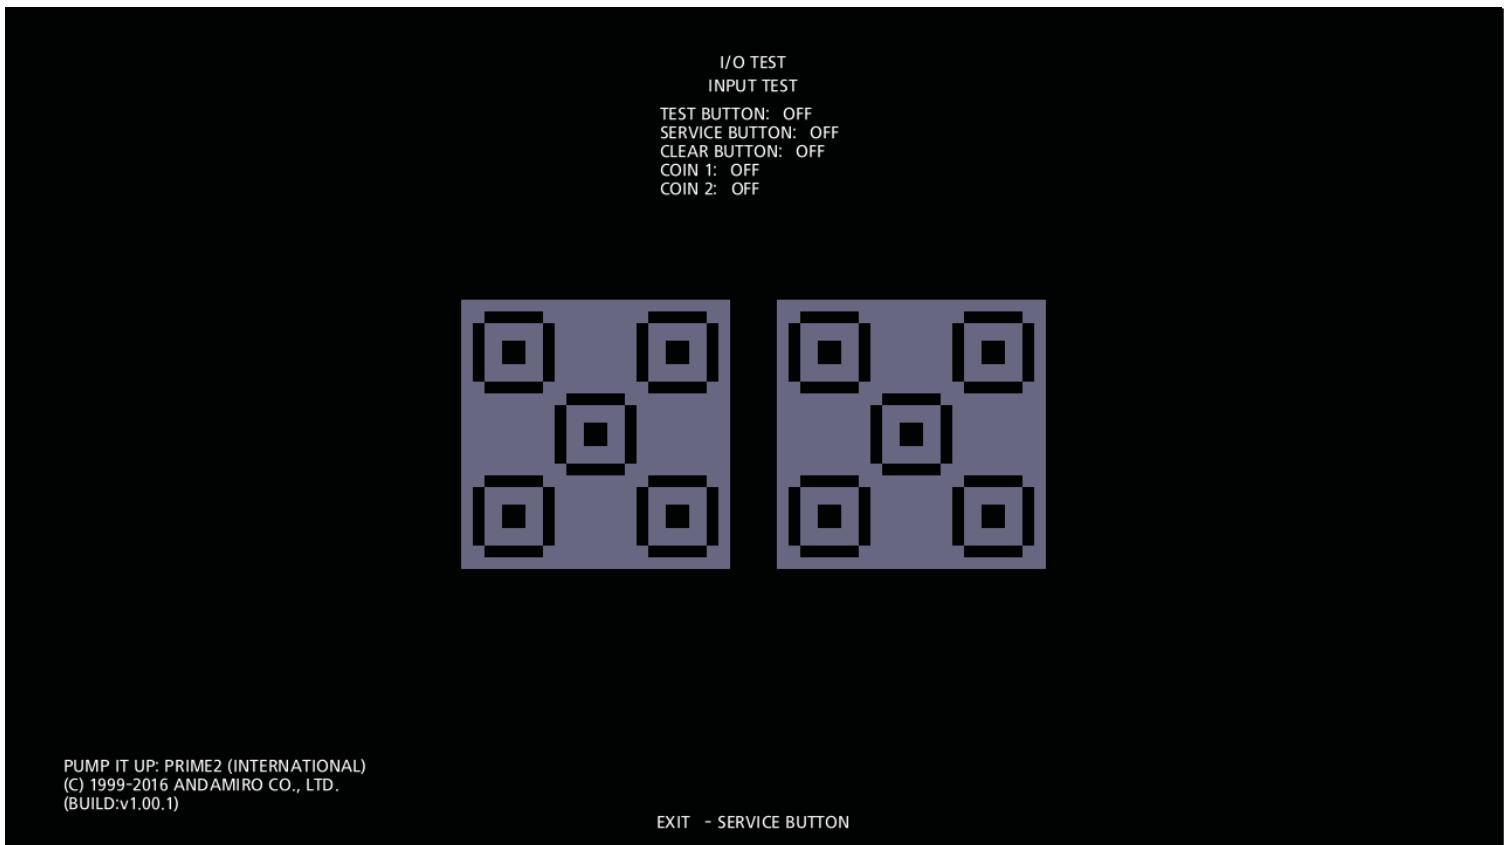 I/O TEST
INPUT TEST
TEST BUTTON: OFF
SERVICE BUTTON: OFF
CLEAR BUTTON: OFF
COIN 1: OFF
COIN 2: OFF
PUMP IT UP: PRIME2 (INTERNATIONAL)
(C) 1999-2016 ANDAMIRO CO., LTD.
(BUILD:v1.00.1)
EXIT - SERVICE BUTTON